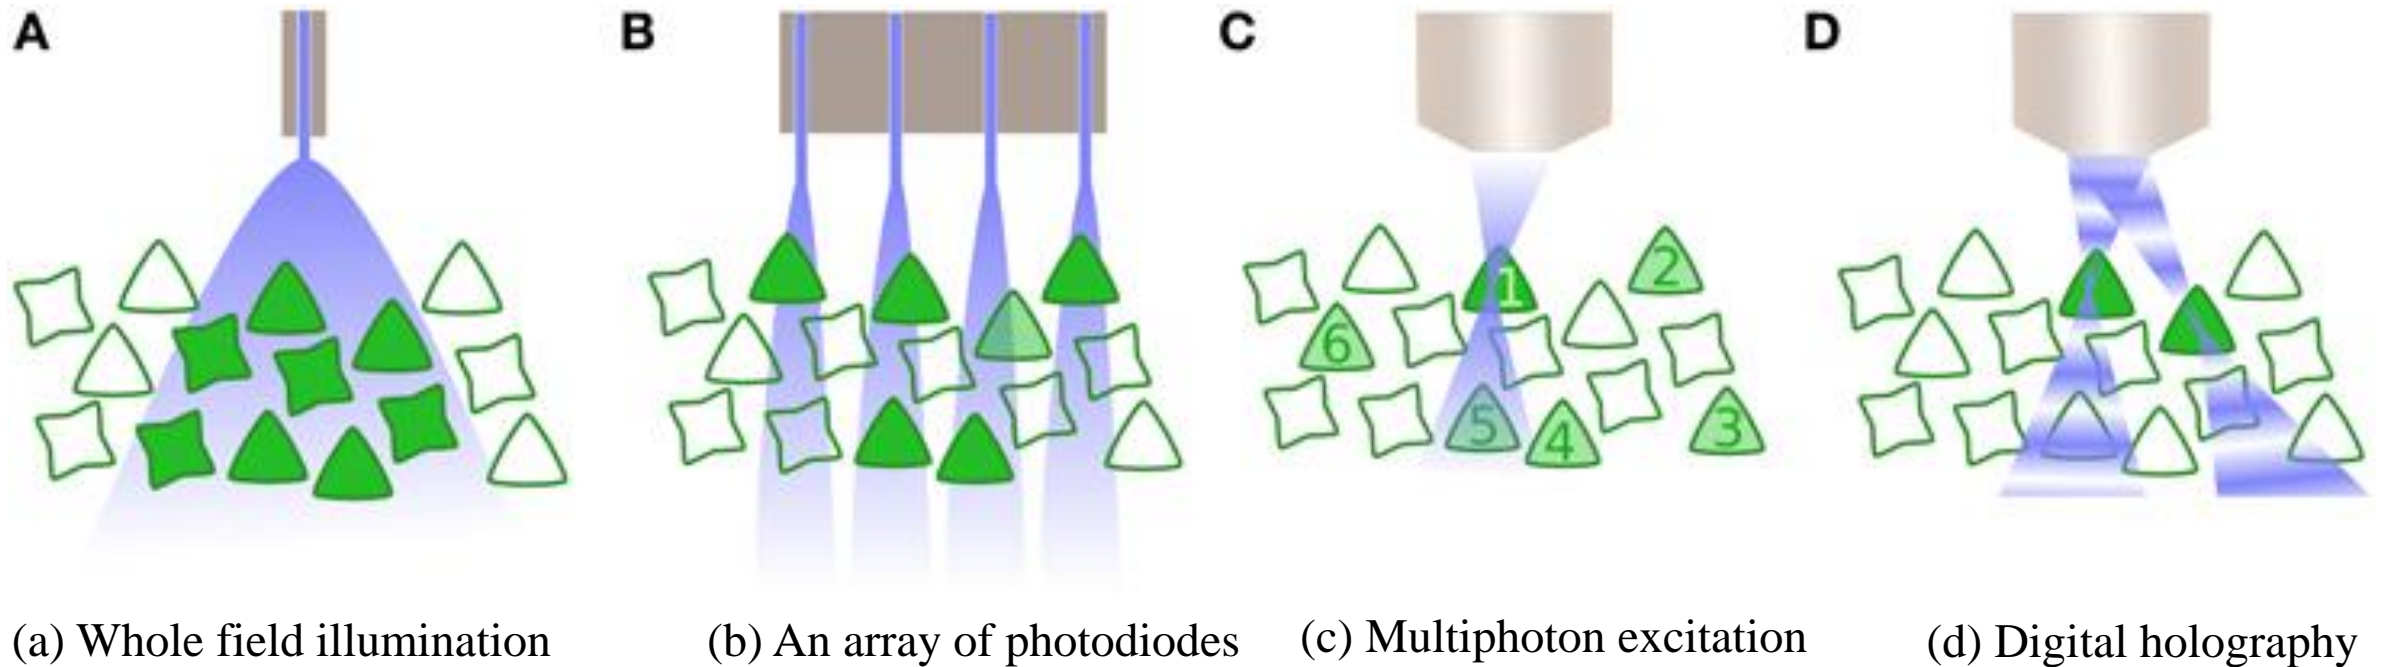 A
B
C
D
1
2
6
5
4
3
(a) Whole field illumination
(b) An array of photodiodes
(c) Multiphoton excitation
(d) Digital holography